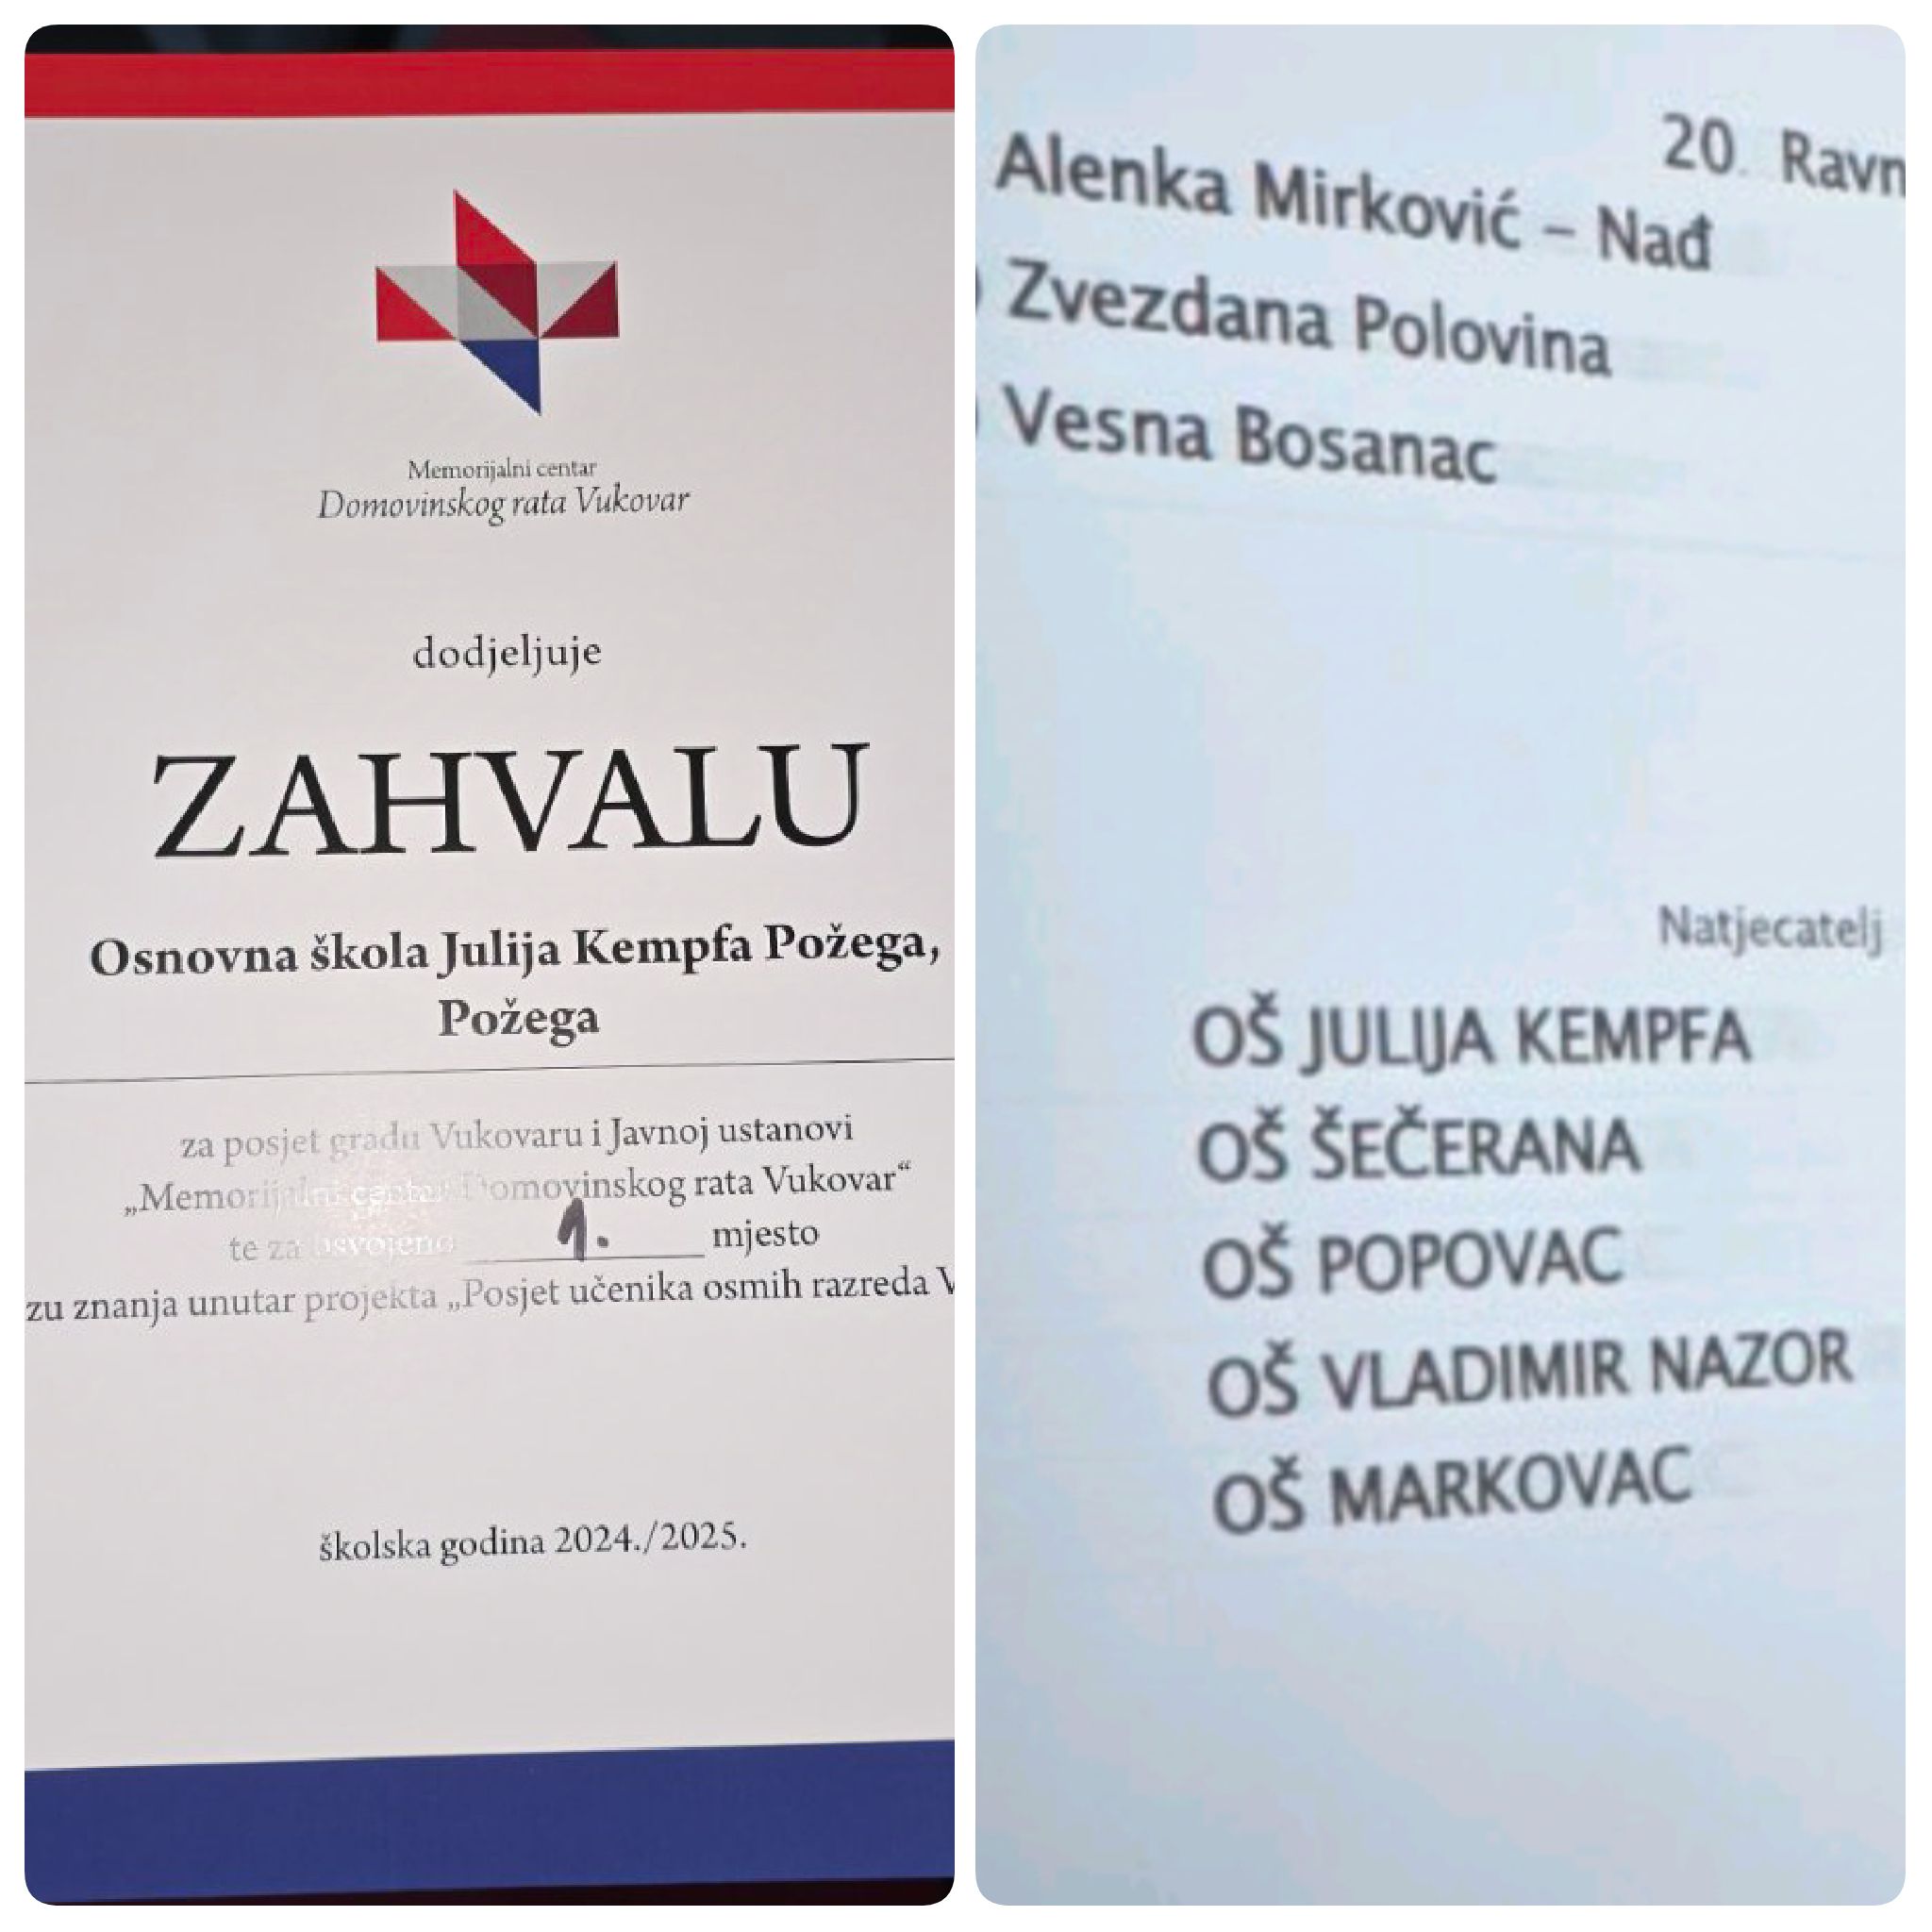 Memorijalni centar
Domovinskog rata Vukovar
dodjeljuje
ZAHVALU
Osnovna škola Julija Kempfa Požega,
Požega
za posjet gradu Vukovaru i Javnoj ustanovi
„Memorijalni centar Domovinskog rata Vukovar“
te za osvojeno 1. mjesto
zu znanja unutar projekta „Posjet učenika osmih razreda V
školska godina 2024./2025.
20. Ravn
Alenka Mirković – Nađ
Zvezdana Polovina
Vesna Bosanac
Natjecatelj
OŠ JULIJA KEMPFA
OŠ ŠEČERANA
OŠ POPOVAC
OŠ VLADIMIR NAZOR
OŠ MARKOVAC